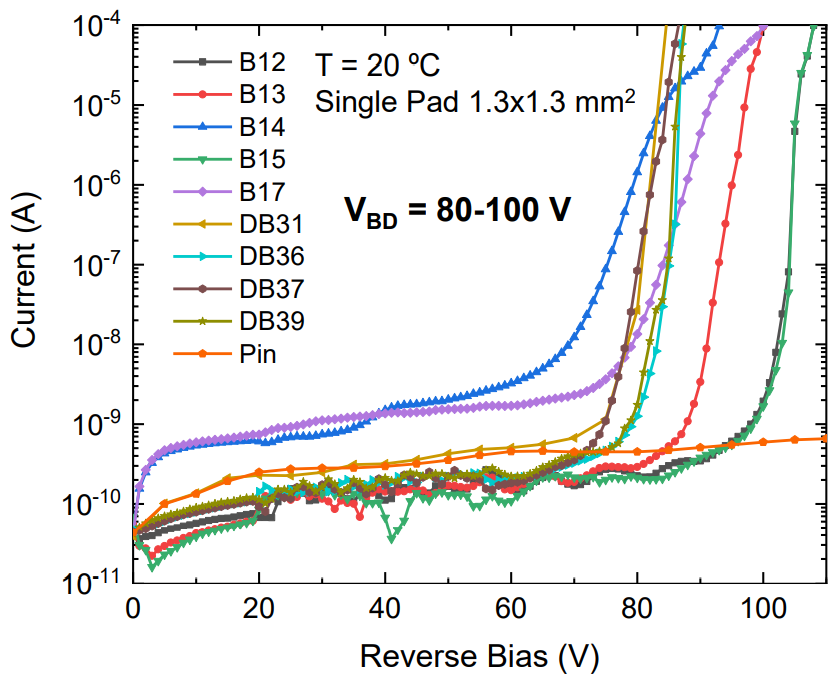 10⁻⁴
10⁻⁵
10⁻⁶
10⁻⁷
10⁻⁸
10⁻⁹
10⁻¹⁰
10⁻¹¹
Current (A)
B12
B13
B14
B15
B17
DB31
DB36
DB37
DB39
Pin
T = 20 ºC
Single Pad 1.3x1.3 mm²
V_BD = 80-100 V
0 20 40 60 80 100
Reverse Bias (V)